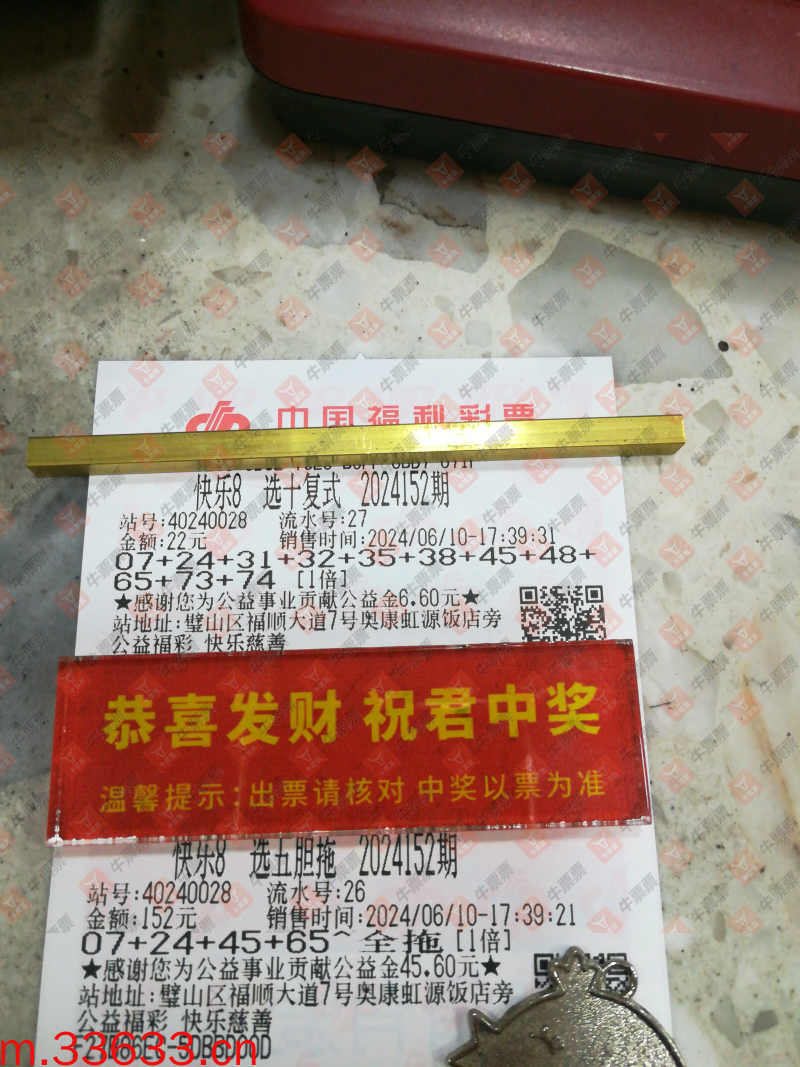 中国福利彩票
快乐8 选十复式 2024152期
站号:40240028 流水号:27
金额:22元 销售时间:2024/06/10-17:39:31
07+24+31+32+35+38+45+48+
65+73+74 [1倍]
★感谢您为公益事业贡献公益金6.60元★
站地址:璧山区福顺大道7号奥康虹源饭店旁
公益福彩 快乐慈善
恭喜发财 祝君中奖
温馨提示:出票请核对 中奖以票为准
快乐8 选五胆拖 2024152期
站号:40240028 流水号:26
金额:152元 销售时间:2024/06/10-17:39:21
07+24+45+65^全拖[1倍]
★感谢您为公益事业贡献公益金45.60元★
站地址:璧山区福顺大道7号奥康虹源饭店旁
公益福彩 快乐慈善
m.33633.cn
牛票票